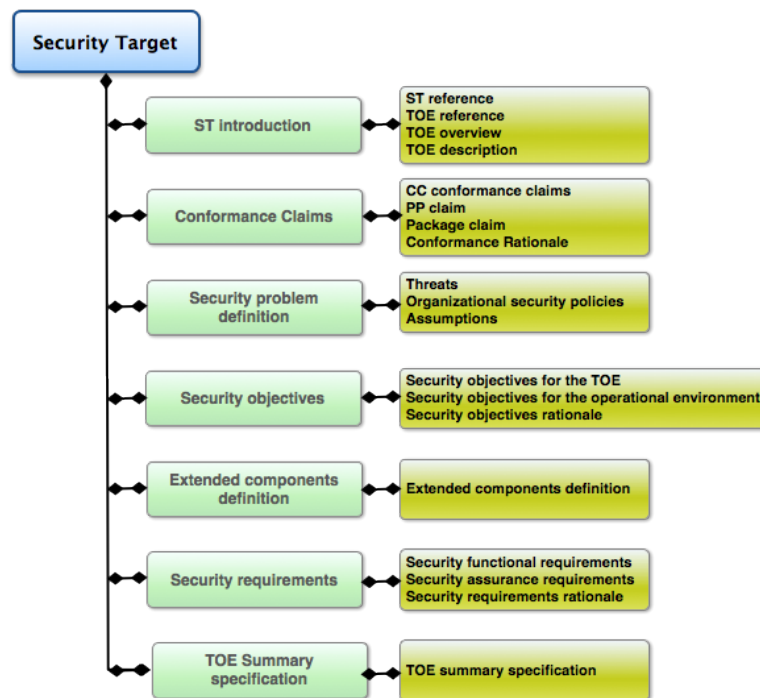 Security Target
ST introduction
ST reference
TOE reference
TOE overview
TOE description
Conformance Claims
CC conformance claims
PP claim
Package claim
Conformance Rationale
Security problem
definition
Threats
Organizational security policies
Assumptions
Security objectives
Security objectives for the TOE
Security objectives for the operational environment
Security objectives rationale
Extended components
definition
Extended components definition
Security requirements
Security functional requirements
Security assurance requirements
Security requirements rationale
TOE Summary
specification
TOE summary specification